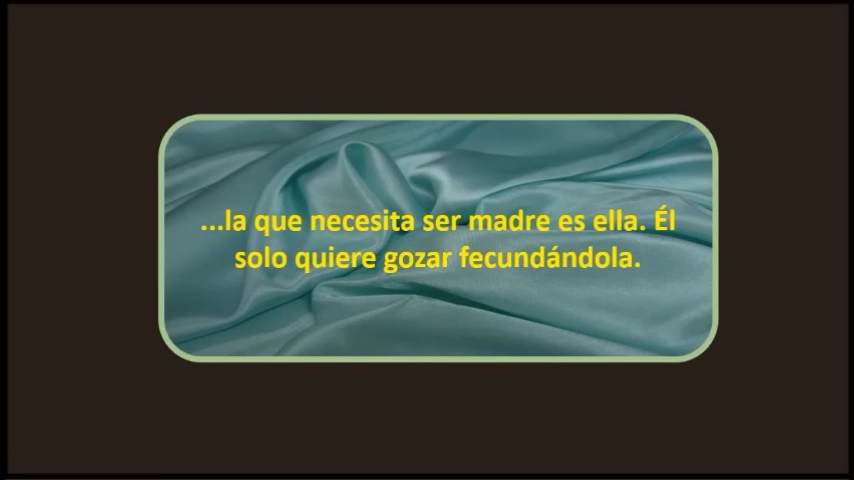 ...la que necesita ser madre es ella. Él
solo quiere gozar fecundándola.